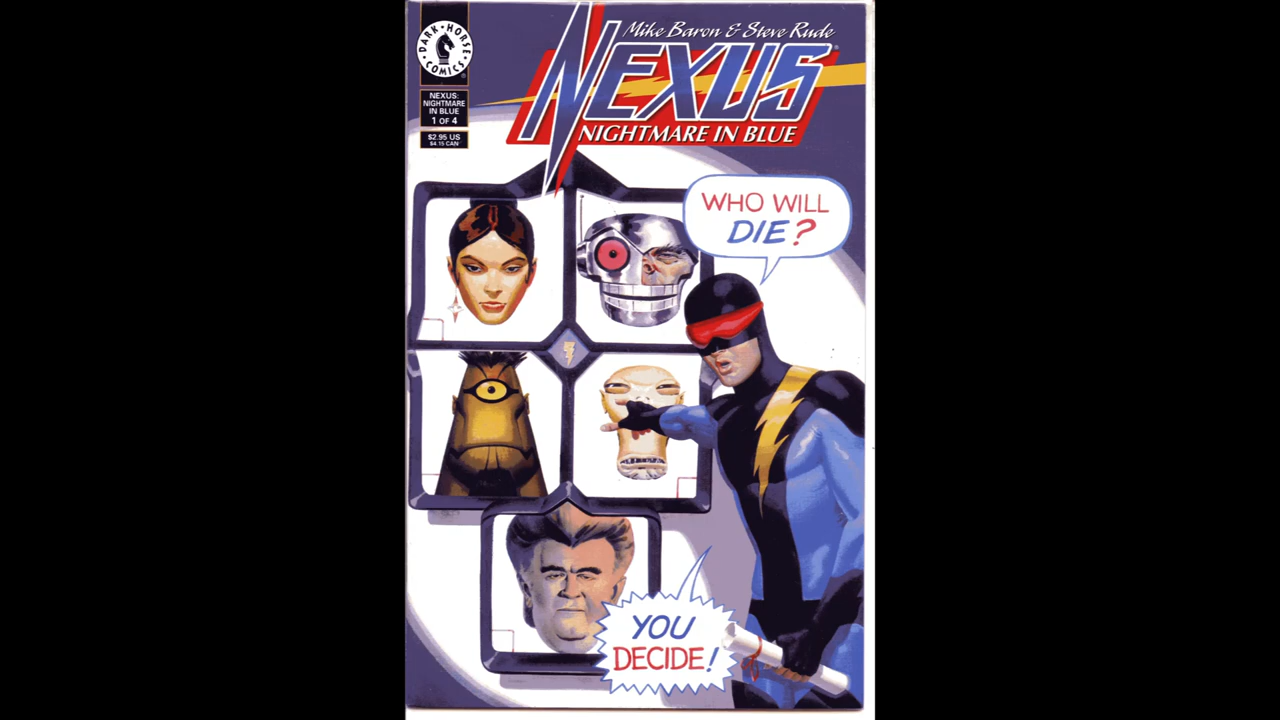 DARK HORSE
COMICS
NEXUS:
NIGHTMARE
IN BLUE
1 OF 4
$2.95 US
$4.15 CAN
Mike Baron & Steve Rude
NEXUS
NIGHTMARE IN BLUE
WHO WILL
DIE?
YOU
DECIDE!